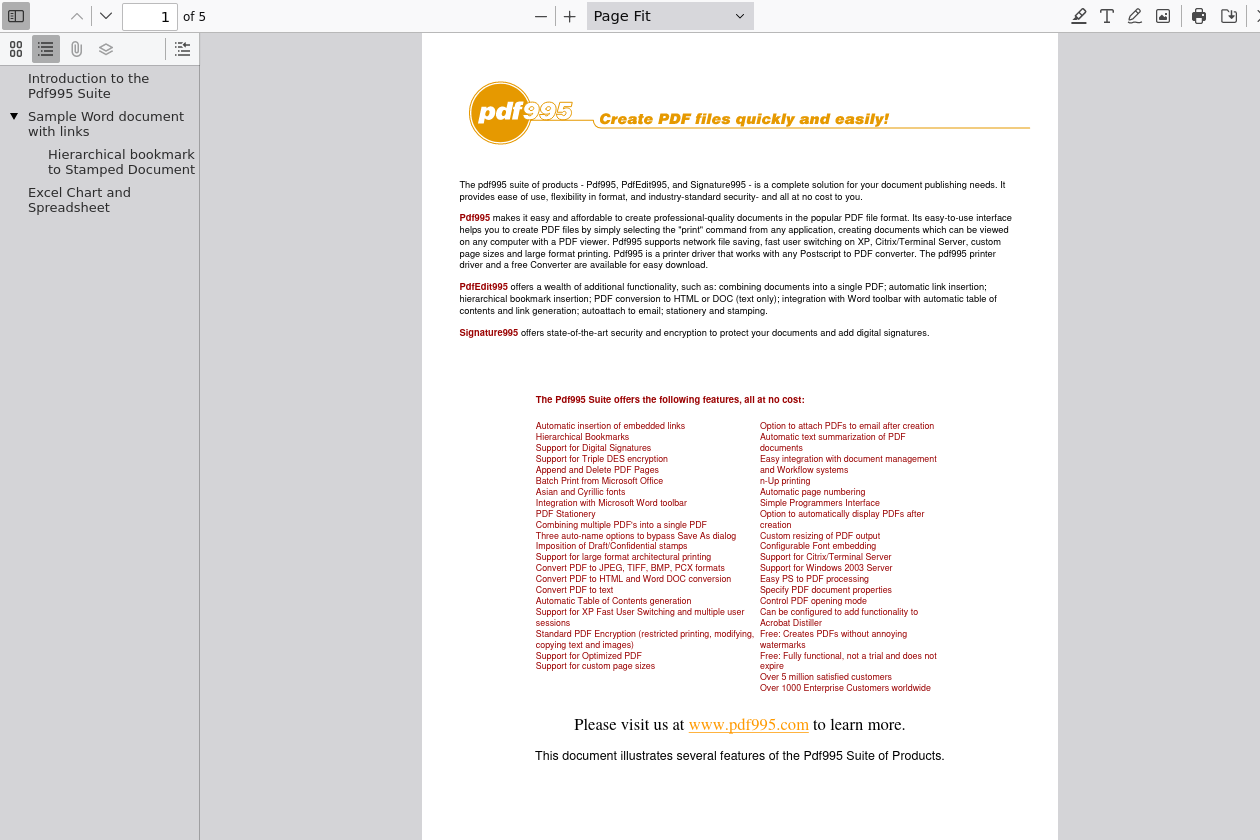 1 of 5
Page Fit
Introduction to the
Pdf995 Suite
Sample Word document
with links
Hierarchical bookmark
to Stamped Document
Excel Chart and
Spreadsheet
pdf995
Create PDF files quickly and easily!
The pdf995 suite of products - Pdf995, PdfEdit995, and Signature995 - is a complete solution for your document publishing needs. It
provides ease of use, flexibility in format, and industry-standard security- and all at no cost to you.
Pdf995 makes it easy and affordable to create professional-quality documents in the popular PDF file format. Its easy-to-use interface
helps you to create PDF files by simply selecting the "print" command from any application, creating documents which can be viewed
on any computer with a PDF viewer. Pdf995 supports network file saving, fast user switching on XP, Citrix/Terminal Server, custom
page sizes and large format printing. Pdf995 is a printer driver that works with any Postscript to PDF converter. The pdf995 printer
driver and a free Converter are available for easy download.
PdfEdit995 offers a wealth of additional functionality, such as: combining documents into a single PDF; automatic link insertion;
hierarchical bookmark insertion; PDF conversion to HTML or DOC (text only); integration with Word toolbar with automatic table of
contents and link generation; autoattach to email; stationery and stamping.
Signature995 offers state-of-the-art security and encryption to protect your documents and add digital signatures.
The Pdf995 Suite offers the following features, all at no cost:
Automatic insertion of embedded links
Hierarchical Bookmarks
Support for Digital Signatures
Support for Triple DES encryption
Append and Delete PDF Pages
Batch Print from Microsoft Office
Asian and Cyrillic fonts
Integration with Microsoft Word toolbar
PDF Stationery
Combining multiple PDF's into a single PDF
Three auto-name options to bypass Save As dialog
Imposition of Draft/Confidential stamps
Support for large format architectural printing
Convert PDF to JPEG, TIFF, BMP, PCX formats
Convert PDF to HTML and Word DOC conversion
Convert PDF to text
Automatic Table of Contents generation
Support for XP Fast User Switching and multiple user
sessions
Standard PDF Encryption (restricted printing, modifying,
copying text and images)
Support for Optimized PDF
Support for custom page sizes
Option to attach PDFs to email after creation
Automatic text summarization of PDF
documents
Easy integration with document management
and Workflow systems
n-Up printing
Automatic page numbering
Simple Programmers Interface
Option to automatically display PDFs after
creation
Custom resizing of PDF output
Configurable Font embedding
Support for Citrix/Terminal Server
Support for Windows 2003 Server
Easy PS to PDF processing
Specify PDF document properties
Control PDF opening mode
Can be configured to add functionality to
Acrobat Distiller
Free: Creates PDFs without annoying
watermarks
Free: Fully functional, not a trial and does not
expire
Over 5 million satisfied customers
Over 1000 Enterprise Customers worldwide
Please visit us at www.pdf995.com to learn more.
This document illustrates several features of the Pdf995 Suite of Products.